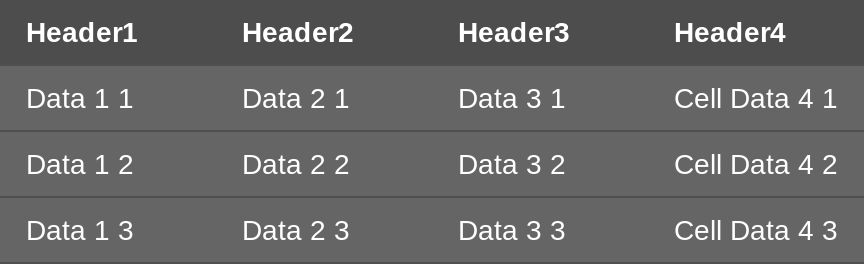 Header1 Header2 Header3 Header4
Data 1 1 Data 2 1 Data 3 1 Cell Data 4 1
Data 1 2 Data 2 2 Data 3 2 Cell Data 4 2
Data 1 3 Data 2 3 Data 3 3 Cell Data 4 3